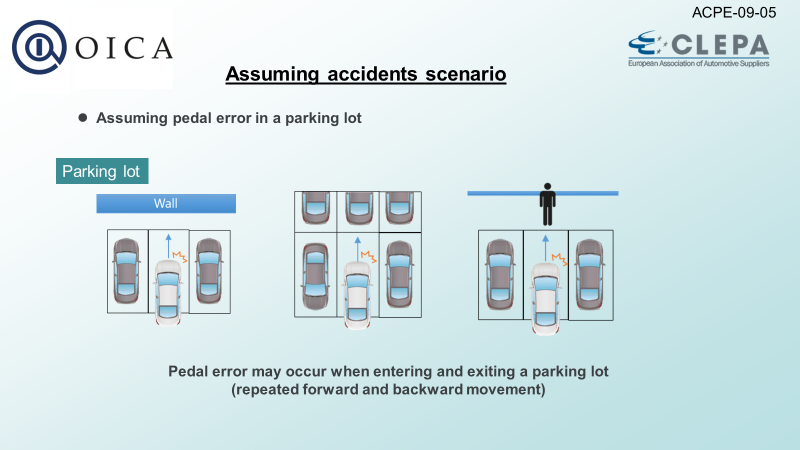 ACPE-09-05
OICA
CLEPA
European Association of Automotive Suppliers
Assuming accidents scenario
● Assuming pedal error in a parking lot
Parking lot
Wall
Pedal error may occur when entering and exiting a parking lot
(repeated forward and backward movement)